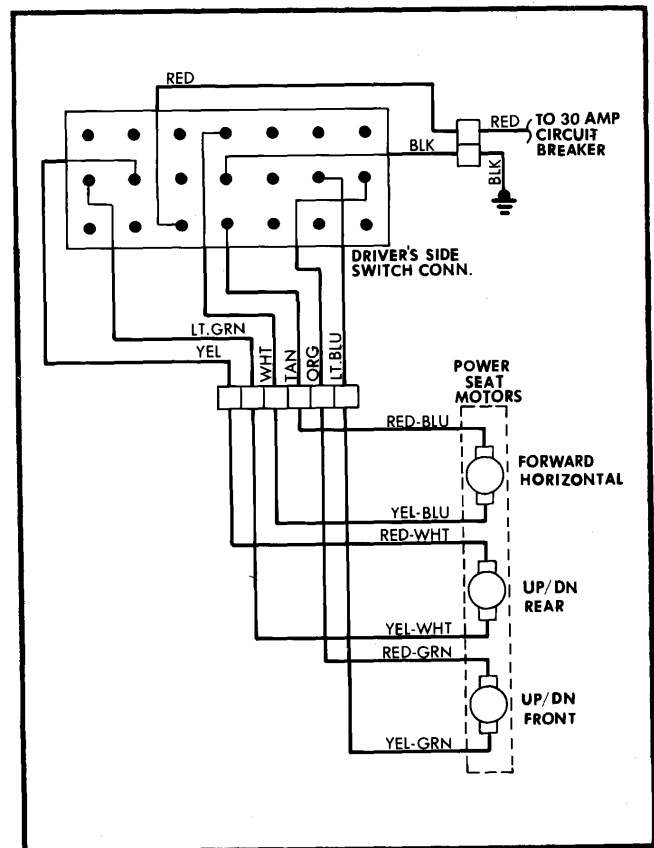 RED
RED
TO 30 AMP
CIRCUIT
BREAKER
BLK
BLK
DRIVER'S SIDE
SWITCH CONN.
LT.GRN
YEL
WHT
TAN
ORG
LT.BLU
POWER
SEAT
MOTORS
RED-BLU
FORWARD
HORIZONTAL
YEL-BLU
RED-WHT
UP/DN
REAR
YEL-WHT
RED-GRN
UP/DN
FRONT
YEL-GRN